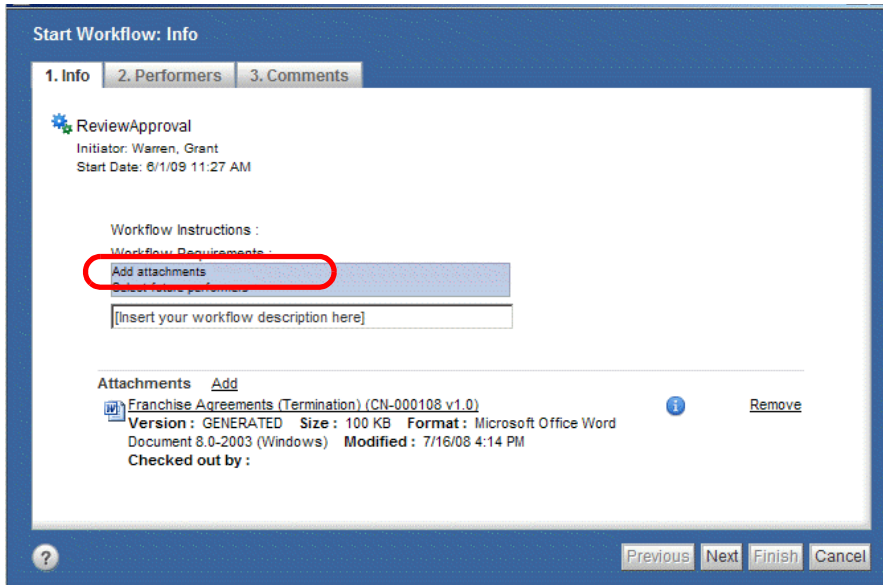 Start Workflow: Info
1. Info 2. Performers 3. Comments
ReviewApproval
Initiator: Warren, Grant
Start Date: 6/1/09 11:27 AM
Workflow Instructions :
Workflow Requirements :
Add attachments
Select future performers
[Insert your workflow description here]
Attachments Add
Franchise Agreements (Termination) (CN-000108 v1.0) Remove
Version : GENERATED Size : 100 KB Format : Microsoft Office Word
Document 8.0-2003 (Windows) Modified : 7/16/08 4:14 PM
Checked out by :
? Previous Next Finish Cancel